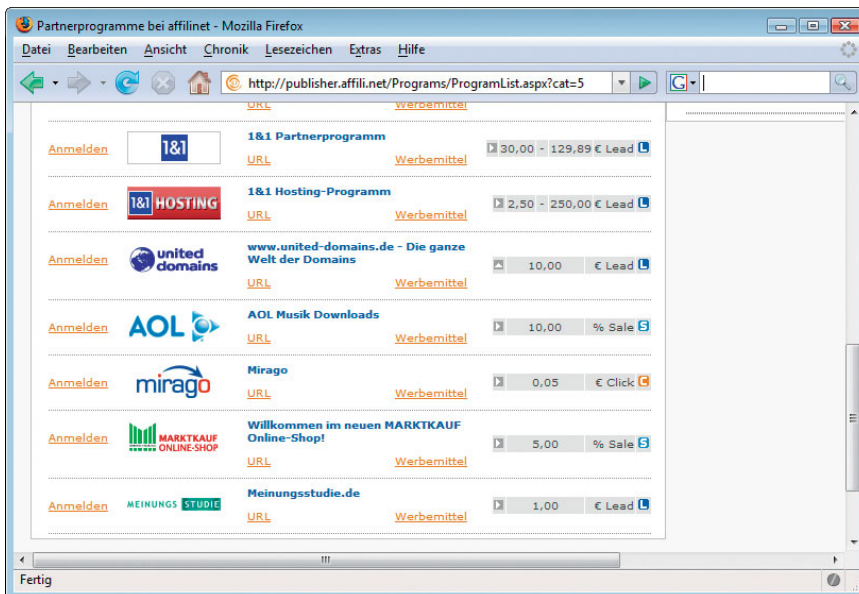 Partnerprogramme bei affilinet - Mozilla Firefox
Datei Bearbeiten Ansicht Chronik Lesezeichen Extras Hilfe
http://publisher.affili.net/Programs/ProgramList.aspx?cat=5 G
URL Werbemittel
1&1 Partnerprogramm
Anmelden 1&1 30,00 - 129,89 € Lead L
URL Werbemittel
1&1 Hosting-Programm
Anmelden 1&1 HOSTING 2,50 - 250,00 € Lead L
URL Werbemittel
www.united-domains.de - Die ganze
Welt der Domains
Anmelden united domains 10,00 € Lead L
URL Werbemittel
AOL Musik Downloads
Anmelden AOL 10,00 % Sale S
URL Werbemittel
Mirago
Anmelden mirago 0,05 € Click C
URL Werbemittel
Willkommen im neuen MARKTKAUF
Online-Shop!
Anmelden MARKTKAUF ONLINE-SHOP 5,00 % Sale S
URL Werbemittel
Meinungsstudie.de
Anmelden MEINUNGS STUDIE 1,00 € Lead L
URL Werbemittel
Fertig